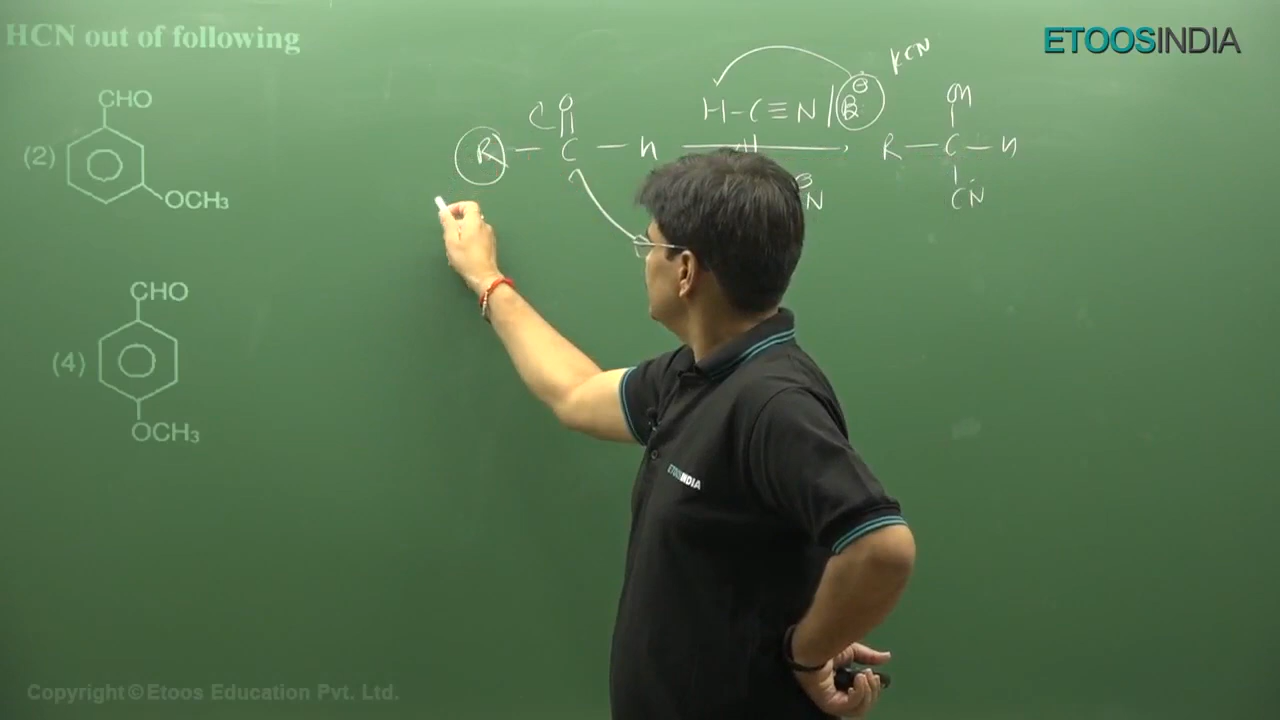 HCN out of following
ETOOSINDIA
KCN
CHO
(2)
OCH₃
O
H-C≡N / B⊖
R-C-H
OH
R-C-H
CN
⊖
N
CHO
(4)
OCH₃
ETOOSINDIA
Copyright © Etoos Education Pvt. Ltd.